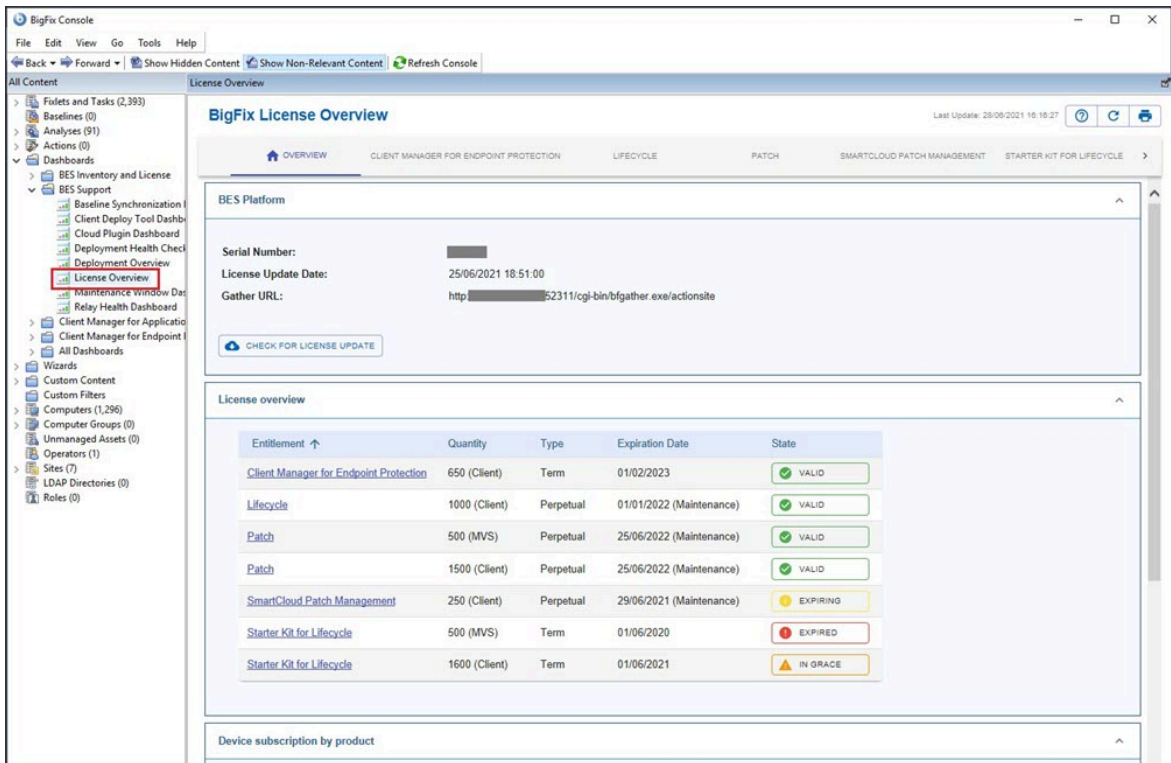 BigFix Console
File Edit View Go Tools Help
Back Forward Show Hidden Content Show Non-Relevant Content Refresh Console
All Content
License Overview
Fixlets and Tasks (2,393)
Baselines (0)
Analyses (91)
Actions (0)
Dashboards
BES Inventory and License
BES Support
Baseline Synchronization
Client Deploy Tool Dashb
Cloud Plugin Dashboard
Deployment Health Check
Deployment Overview
License Overview
Maintenance Window Das
Relay Health Dashboard
Client Manager for Applicatio
Client Manager for Endpoint
All Dashboards
Wizards
Custom Content
Custom Filters
Computers (1,296)
Computer Groups (0)
Unmanaged Assets (0)
Operators (1)
Sites (7)
LDAP Directories (0)
Roles (0)
BigFix License Overview
Last Update: 28/06/2021 16:16:27
OVERVIEW CLIENT MANAGER FOR ENDPOINT PROTECTION LIFECYCLE PATCH SMARTCLOUD PATCH MANAGEMENT STARTER KIT FOR LIFECYCLE
BES Platform
Serial Number:
License Update Date: 25/06/2021 18:51:00
Gather URL: http: 52311/cgi-bin/bfgather.exe/actionsite
CHECK FOR LICENSE UPDATE
License overview
Entitlement Quantity Type Expiration Date State
Client Manager for Endpoint Protection 650 (Client) Term 01/02/2023 VALID
Lifecycle 1000 (Client) Perpetual 01/01/2022 (Maintenance) VALID
Patch 500 (MVS) Perpetual 25/06/2022 (Maintenance) VALID
Patch 1500 (Client) Perpetual 25/06/2022 (Maintenance) VALID
SmartCloud Patch Management 250 (Client) Perpetual 29/06/2021 (Maintenance) EXPIRING
Starter Kit for Lifecycle 500 (MVS) Term 01/06/2020 EXPIRED
Starter Kit for Lifecycle 1600 (Client) Term 01/06/2021 IN GRACE
Device subscription by product